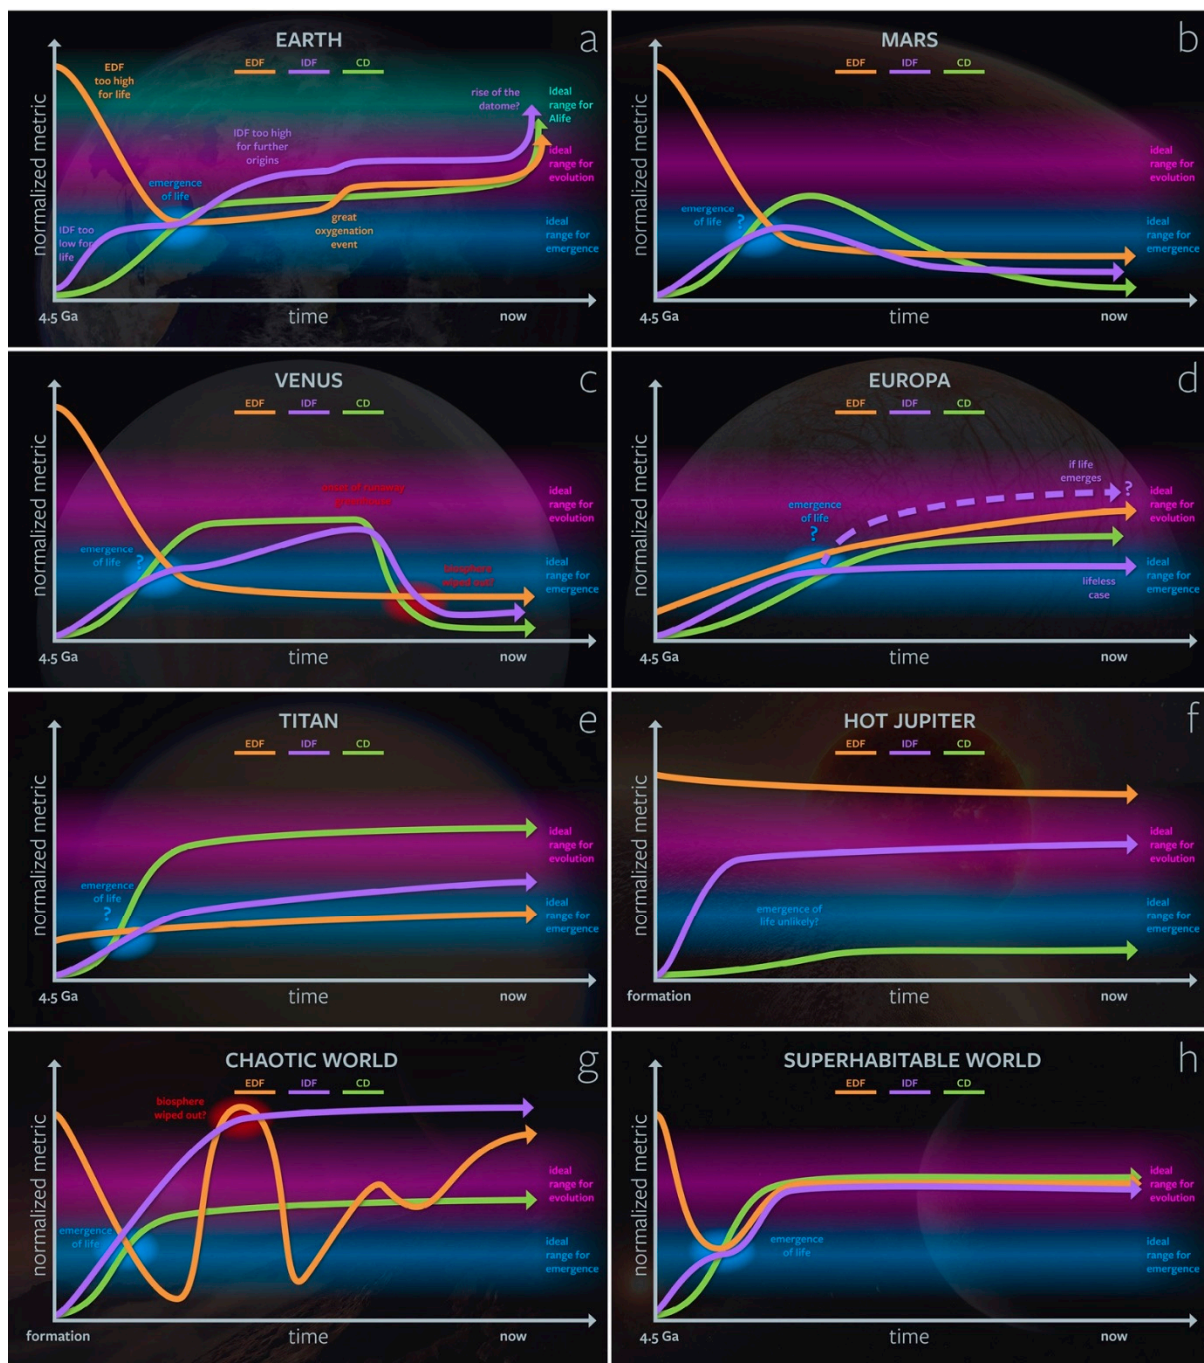 EARTH
a
EDF
IDF
CD
EDF
too high
for life
rise of the
datome?
ideal
range for
Alife
IDF too high
for further
origins
ideal
range for
evolution
emergence
of life
IDF too
low for
life
great
oxygenation
event
ideal
range for
emergence
normalized metric
4.5 Ga
time
now
MARS
b
EDF
IDF
CD
ideal
range for
evolution
emergence
of life
?
ideal
range for
emergence
normalized metric
4.5 Ga
time
now
VENUS
c
EDF
IDF
CD
onset of runaway
greenhouse
ideal
range for
evolution
emergence
of life
?
biosphere
wiped out?
ideal
range for
emergence
normalized metric
4.5 Ga
time
now
EUROPA
d
EDF
IDF
CD
if life
emerges
?
ideal
range for
evolution
emergence
of life
?
ideal
range for
emergence
lifeless
case
normalized metric
4.5 Ga
time
now
TITAN
e
EDF
IDF
CD
ideal
range for
evolution
emergence
of life
?
ideal
range for
emergence
normalized metric
4.5 Ga
time
now
HOT JUPITER
f
EDF
IDF
CD
ideal
range for
evolution
emergence of
life unlikely?
ideal
range for
emergence
normalized metric
formation
time
now
CHAOTIC WORLD
g
EDF
IDF
CD
biosphere
wiped out?
ideal
range for
evolution
emergence
of life
ideal
range for
emergence
normalized metric
formation
time
now
SUPERHABITABLE WORLD
h
EDF
IDF
CD
ideal
range for
evolution
emergence
of life
ideal
range for
emergence
normalized metric
4.5 Ga
time
now